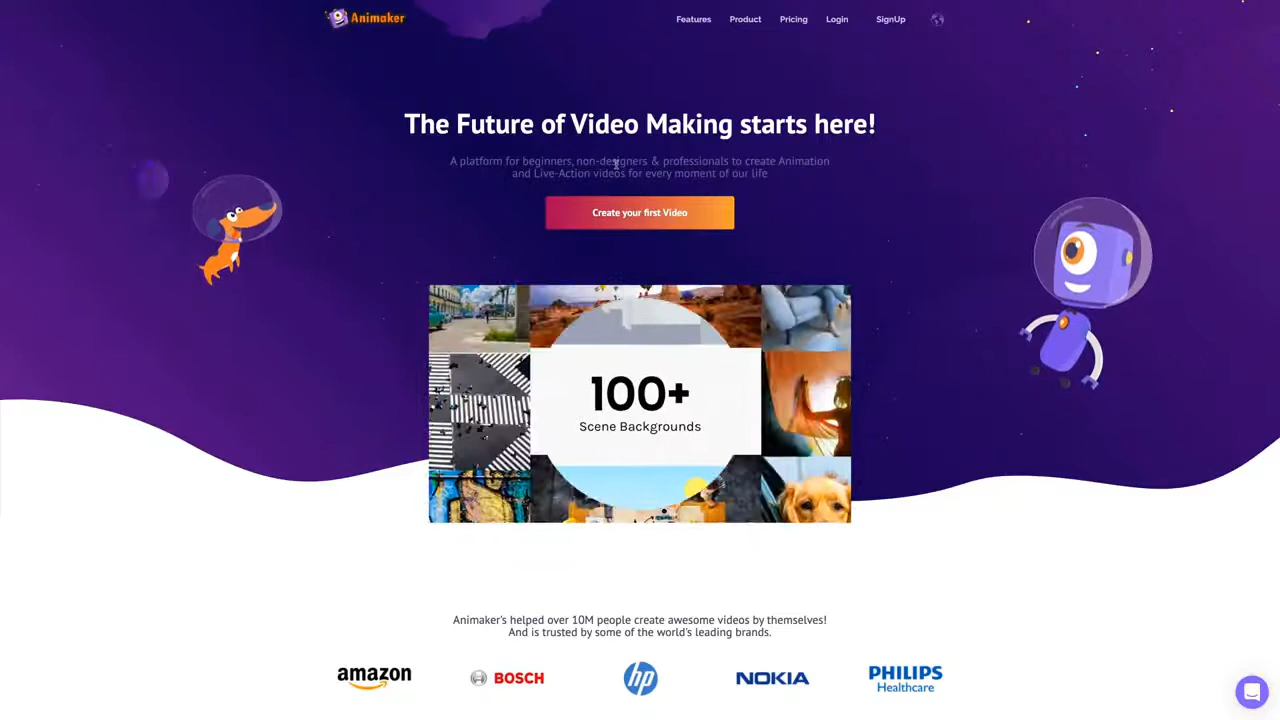 Animaker
Features
Product
Pricing
Login
SignUp
The Future of Video Making starts here!
A platform for beginners, non-designers & professionals to create Animation
and Live-Action videos for every moment of our life
Create your first Video
100+
Scene Backgrounds
Animaker's helped over 10M people create awesome videos by themselves!
And is trusted by some of the world's leading brands.
amazon
BOSCH
hp
NOKIA
PHILIPS
Healthcare